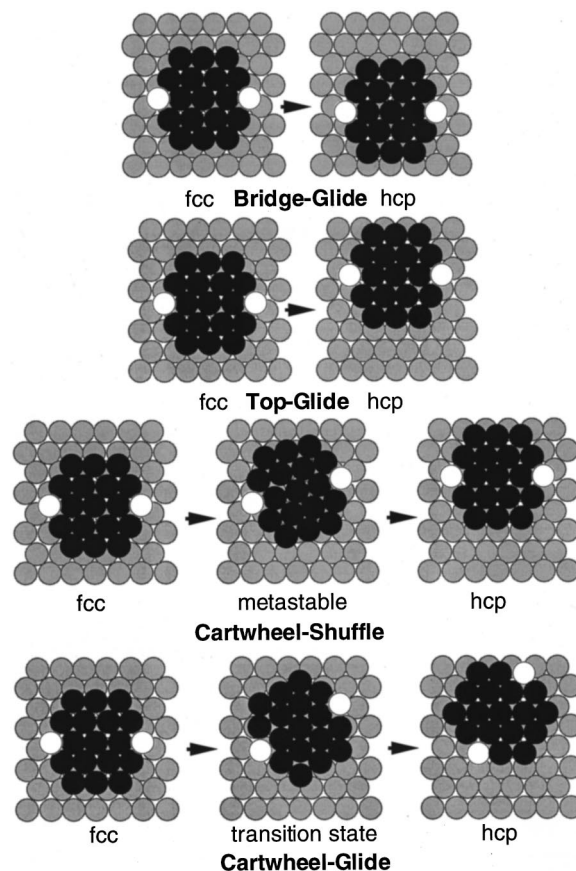 fcc Bridge-Glide hcp
fcc Top-Glide hcp
fcc metastable hcp
Cartwheel-Shuffle
fcc transition state hcp
Cartwheel-Glide